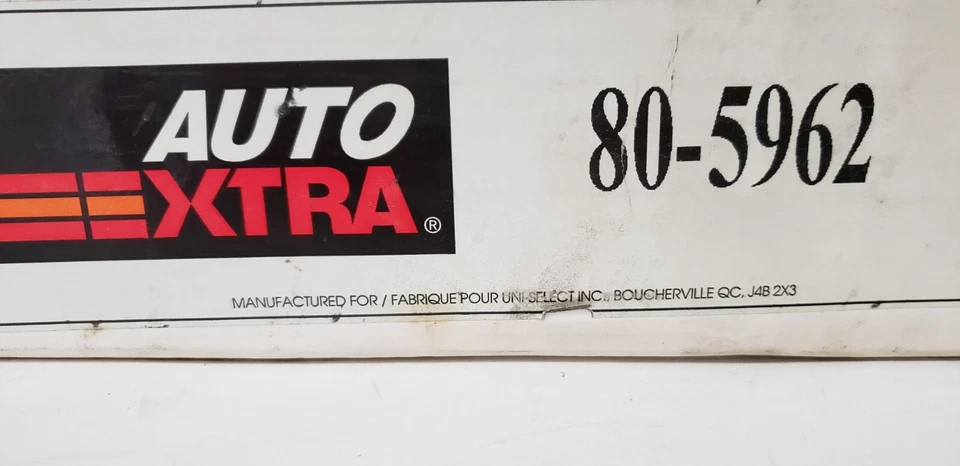 AUTO
XTRA®
80-5962
MANUFACTURED FOR / FABRIQUE POUR UNI-SELECT INC., BOUCHERVILLE QC, J4B 2X3